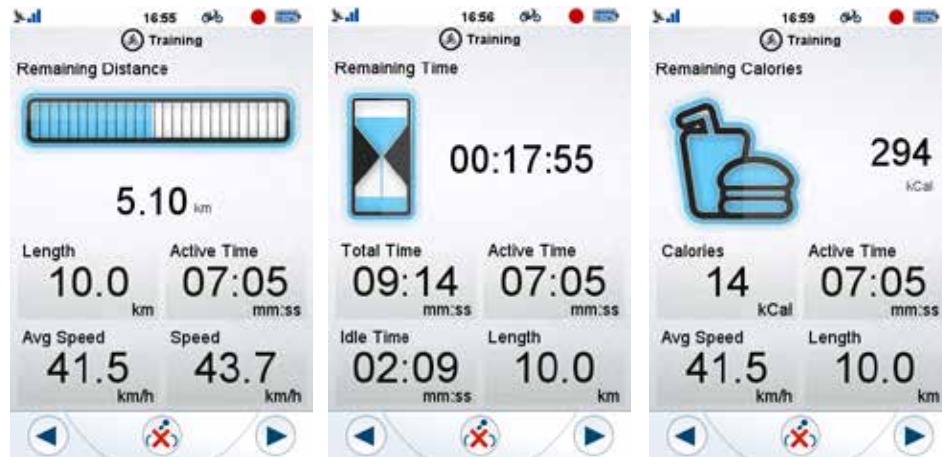 16:55
Training
Remaining Distance
5.10 km
Length
Active Time
10.0
07:05
km
mm:ss
Avg Speed
Speed
41.5
43.7
km/h
km/h
16:56
Training
Remaining Time
00:17:55
Total Time
Active Time
09:14
07:05
mm:ss
mm:ss
Idle Time
Length
02:09
10.0
mm:ss
km
16:59
Training
Remaining Calories
294
kCal
Calories
Active Time
14
07:05
kCal
mm:ss
Avg Speed
Length
41.5
10.0
km/h
km